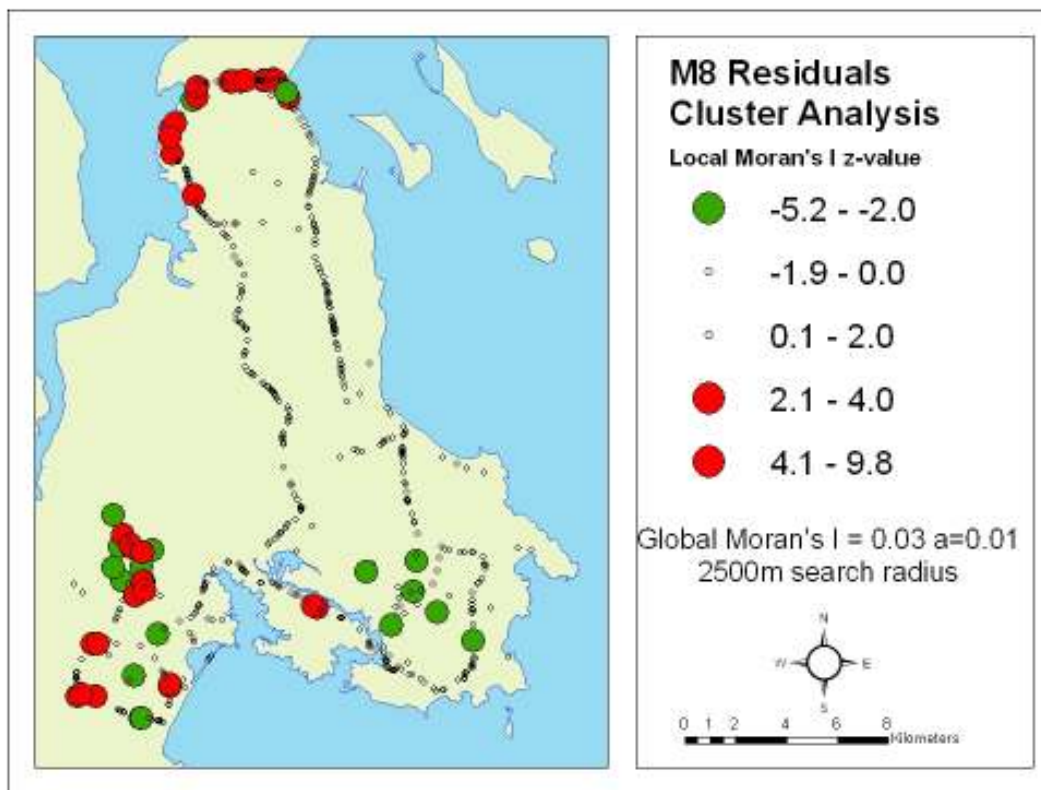 M8 Residuals
Cluster Analysis
Local Moran's I z-value
-5.2 - -2.0
-1.9 - 0.0
0.1 - 2.0
2.1 - 4.0
4.1 - 9.8
Global Moran's I = 0.03 a=0.01
2500m search radius
N
W E
S
0 1 2 4 6 8
Kilometers